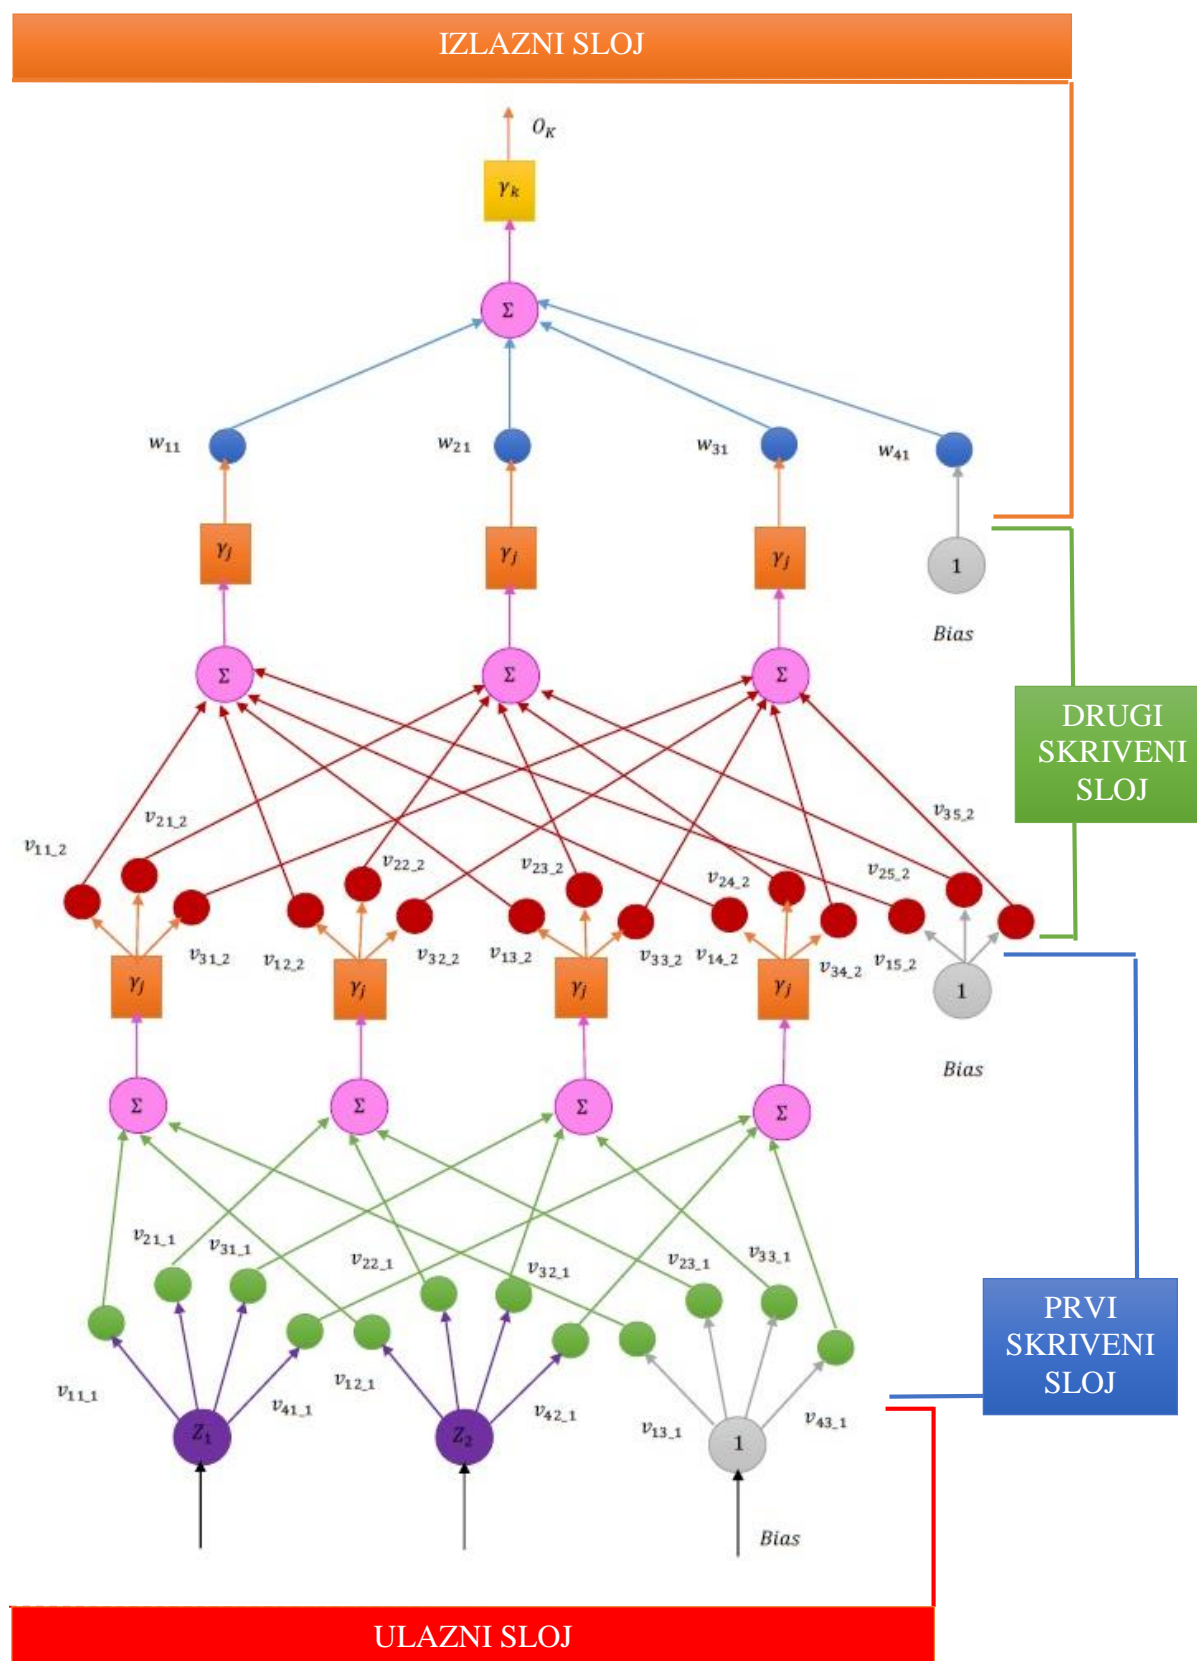 IZLAZNI SLOJ
O_K
γ_k
Σ
w_11
w_21
w_31
w_41
γ_j
γ_j
γ_j
1
Bias
Σ
Σ
Σ
DRUGI
SKRIVENI
SLOJ
v_11_2
v_21_2
v_22_2
v_23_2
v_24_2
v_25_2
v_35_2
v_31_2
v_12_2
v_32_2
v_13_2
v_33_2
v_14_2
v_34_2
v_15_2
γ_j
γ_j
γ_j
γ_j
1
Bias
Σ
Σ
Σ
Σ
v_21_1
v_31_1
v_22_1
v_32_1
v_23_1
v_33_1
PRVI
SKRIVENI
SLOJ
v_11_1
v_41_1
v_12_1
v_42_1
v_13_1
v_43_1
Z_1
Z_2
1
Bias
ULAZNI SLOJ